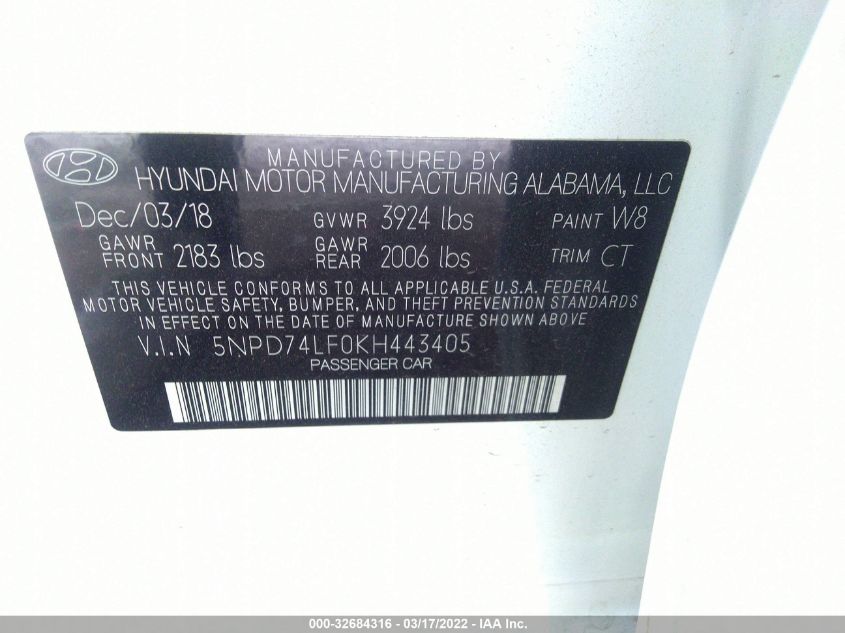 MANUFACTURED BY
HYUNDAI MOTOR MANUFACTURING ALABAMA, LLC
Dec/03/18 GVWR 3924 lbs PAINT W8
GAWR FRONT 2183 lbs GAWR REAR 2006 lbs TRIM CT
THIS VEHICLE CONFORMS TO ALL APPLICABLE U.S.A. FEDERAL
MOTOR VEHICLE SAFETY, BUMPER, AND THEFT PREVENTION STANDARDS
IN EFFECT ON THE DATE OF MANUFACTURE SHOWN ABOVE.
V.I.N 5NPD74LF0KH443405
PASSENGER CAR
000-32684316 - 03/17/2022 - IAA Inc.